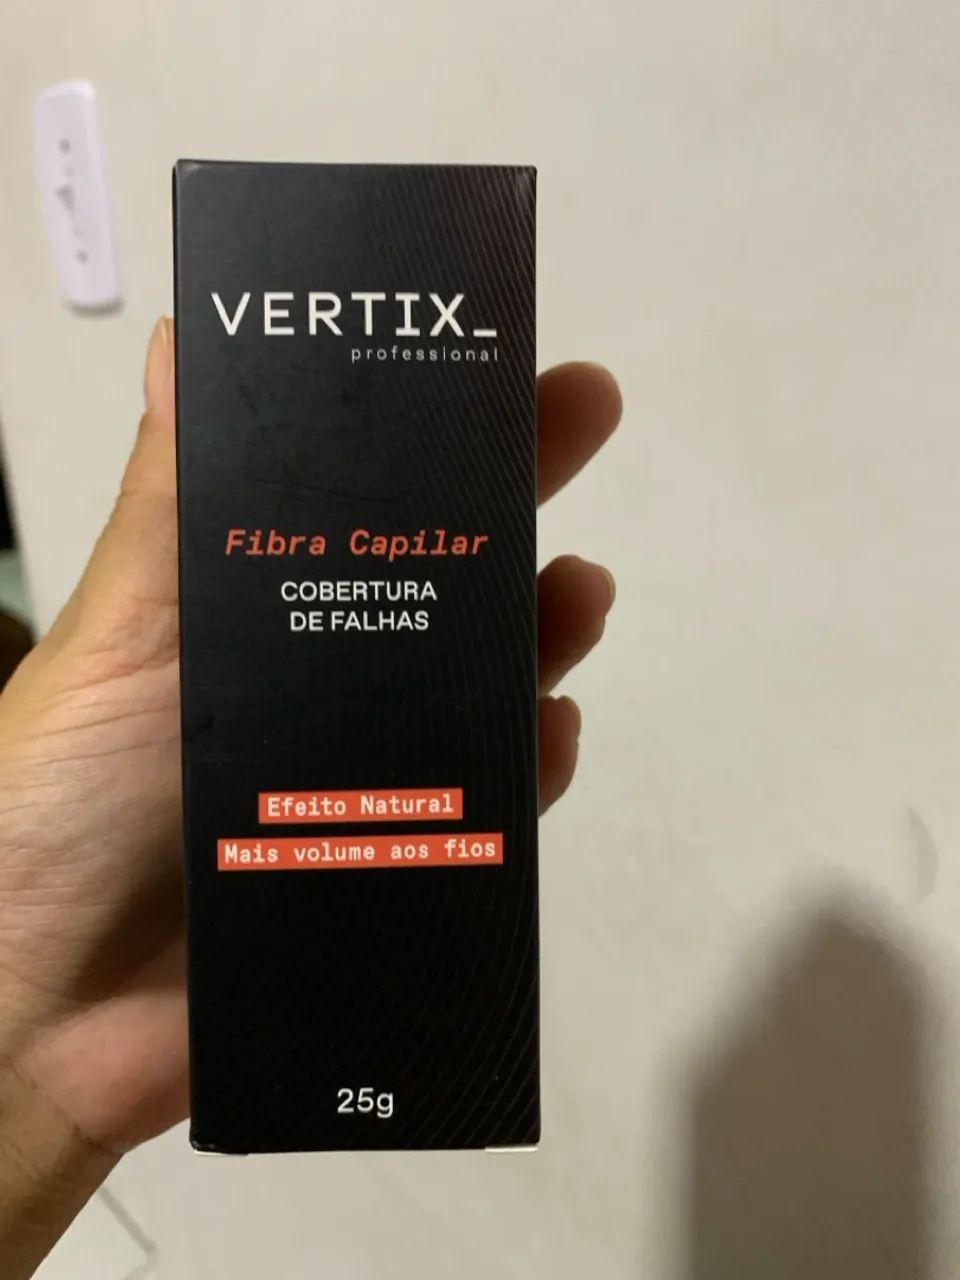 VERTIX_
professional
Fibra Capilar
COBERTURA
DE FALHAS
Efeito Natural
Mais volume aos fios
25g